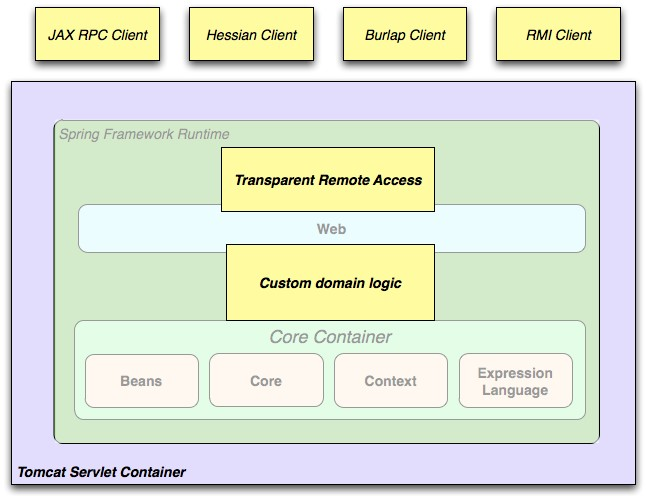 JAX RPC Client
Hessian Client
Burlap Client
RMI Client
Spring Framework Runtime
Transparent Remote Access
Web
Custom domain logic
Core Container
Beans
Core
Context
Expression
Language
Tomcat Servlet Container